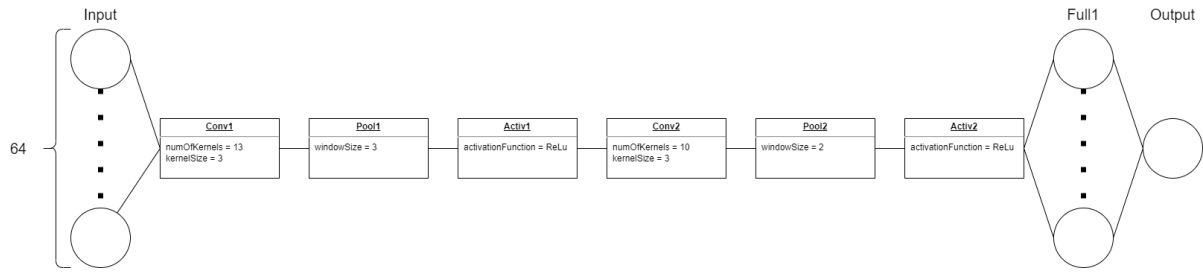 Input
Full1
Output
64
Conv1
numOfKernels = 13
kernelSize = 3
Pool1
windowSize = 3
Activ1
activationFunction = ReLu
Conv2
numOfKernels = 10
kernelSize = 3
Pool2
windowSize = 2
Activ2
activationFunction = ReLu